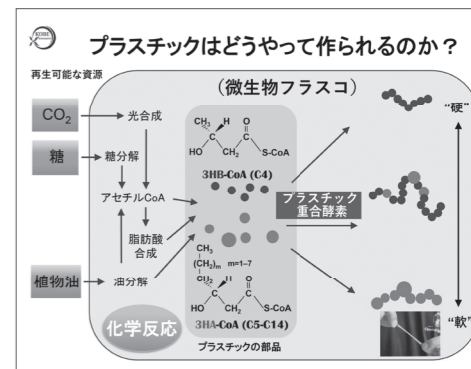 KOBE
プラスチックはどうやって作られるのか？
再生可能な資源
（微生物フラスコ）
CO₂
光合成
糖
糖分解
アセチルCoA
脂肪酸
合成
植物油
油分解
化学反応
CH₃ H O
C C
HO CH₂ S-CoA
3HB-CoA (C4)
プラスチック
重合酵素
CH₃
(CH₂)m m=1–7
CH₂ H O
C C
HO CH₂ S-CoA
3HA-CoA (C5-C14)
プラスチックの部品
“硬”
“軟”